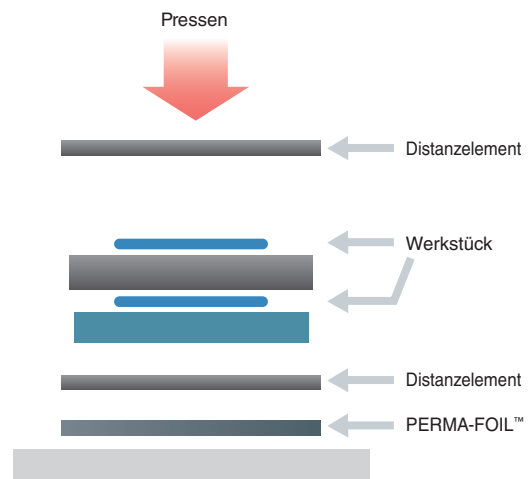 Pressen
Distanzelement
Werkstück
Distanzelement
PERMA-FOIL™